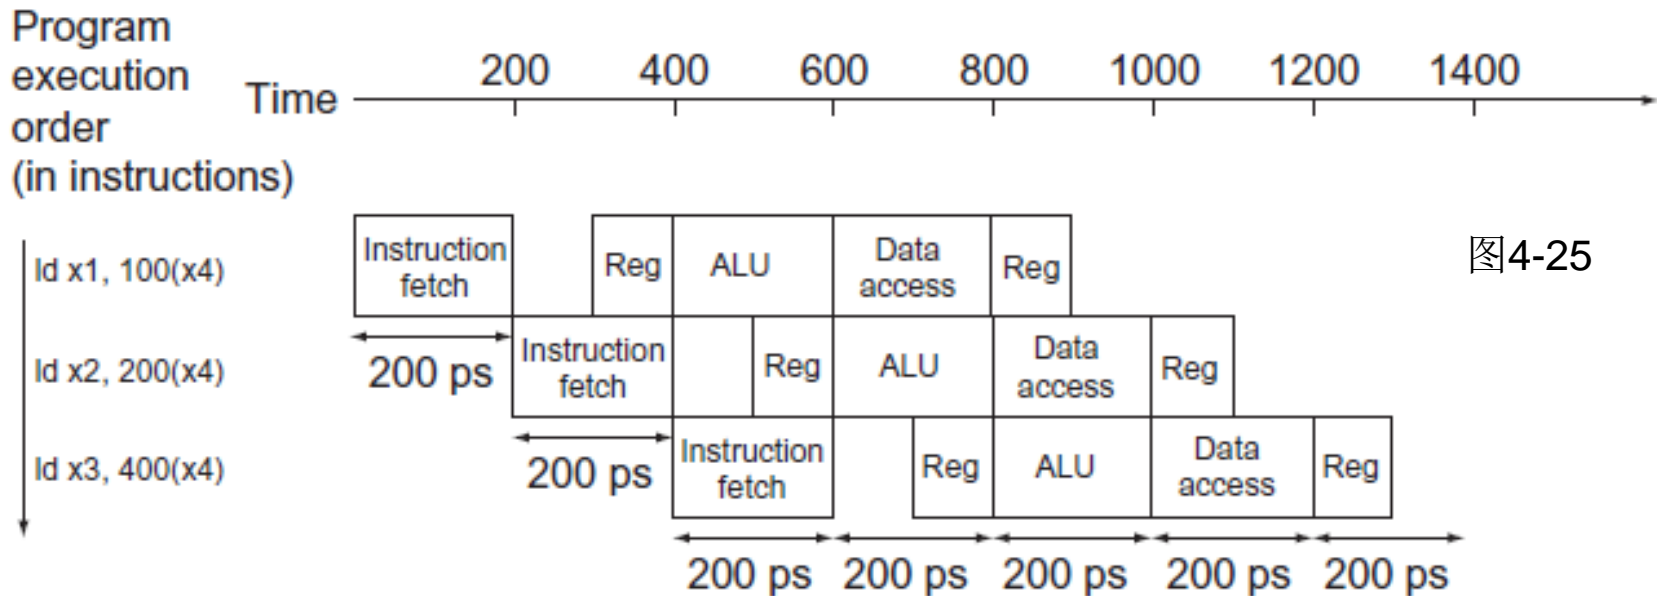 Program
execution
order
(in instructions)
Time
200 400 600 800 1000 1200 1400
ld x1, 100(x4)
Instruction
fetch
Reg
ALU
Data
access
Reg
图4-25
200 ps
ld x2, 200(x4)
Instruction
fetch
Reg
ALU
Data
access
Reg
200 ps
ld x3, 400(x4)
Instruction
fetch
Reg
ALU
Data
access
Reg
200 ps 200 ps 200 ps 200 ps 200 ps